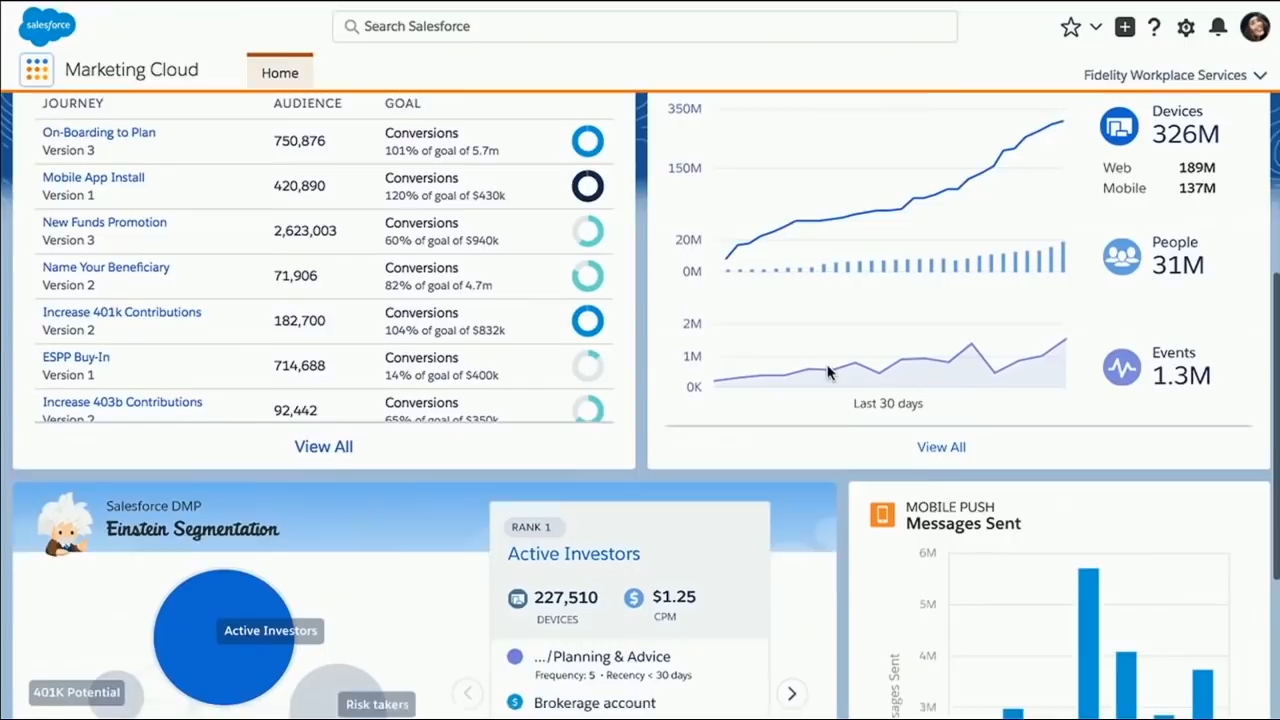 salesforce
Search Salesforce
Marketing Cloud
Home
Fidelity Workplace Services
JOURNEY AUDIENCE GOAL
On-Boarding to Plan
Version 3
750,876
Conversions
101% of goal of 5.7m
Mobile App Install
Version 1
420,890
Conversions
120% of goal of $430k
New Funds Promotion
Version 3
2,623,003
Conversions
60% of goal of $940k
Name Your Beneficiary
Version 2
71,906
Conversions
82% of goal of 4.7m
Increase 401k Contributions
Version 2
182,700
Conversions
104% of goal of $832k
ESPP Buy-In
Version 1
714,688
Conversions
14% of goal of $400k
Increase 403b Contributions
Version 2
92,442
Conversions
65% of goal of $350k
View All
350M
150M
20M
0M
2M
1M
0K
Last 30 days
Devices
326M
Web 189M
Mobile 137M
People
31M
Events
1.3M
View All
Salesforce DMP
Einstein Segmentation
Active Investors
401K Potential
Risk takers
RANK 1
Active Investors
227,510
DEVICES
$1.25
CPM
.../Planning & Advice
Frequency: 5 • Recency < 30 days
Brokerage account
MOBILE PUSH
Messages Sent
6M
5M
4M
3M